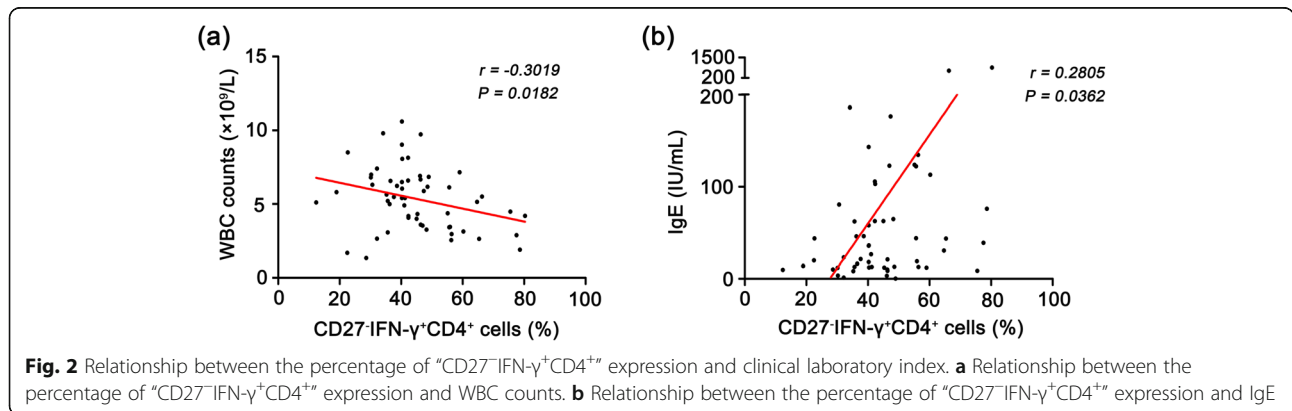 (a)
15
10
5
0
WBC counts (×10⁹/L)
r = -0.3019
P = 0.0182
0 20 40 60 80 100
CD27⁻IFN-γ⁺CD4⁺ cells (%)
(b)
1500
200
200
100
0
IgE (IU/mL)
r = 0.2805
P = 0.0362
0 20 40 60 80 100
CD27⁻IFN-γ⁺CD4⁺ cells (%)
Fig. 2 Relationship between the percentage of “CD27⁻IFN-γ⁺CD4⁺” expression and clinical laboratory index. a Relationship between the
percentage of “CD27⁻IFN-γ⁺CD4⁺” expression and WBC counts. b Relationship between the percentage of “CD27⁻IFN-γ⁺CD4⁺” expression and IgE